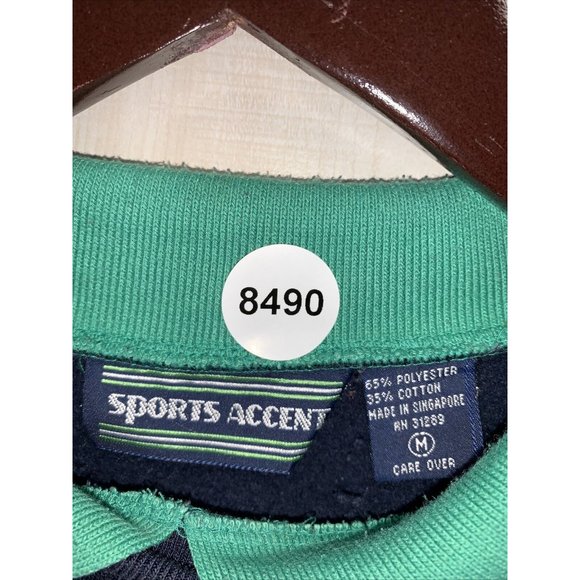 8490
SPORTS ACCENT
65% POLYESTER
35% COTTON
MADE IN SINGAPORE
RN 31289
M
CARE OVER